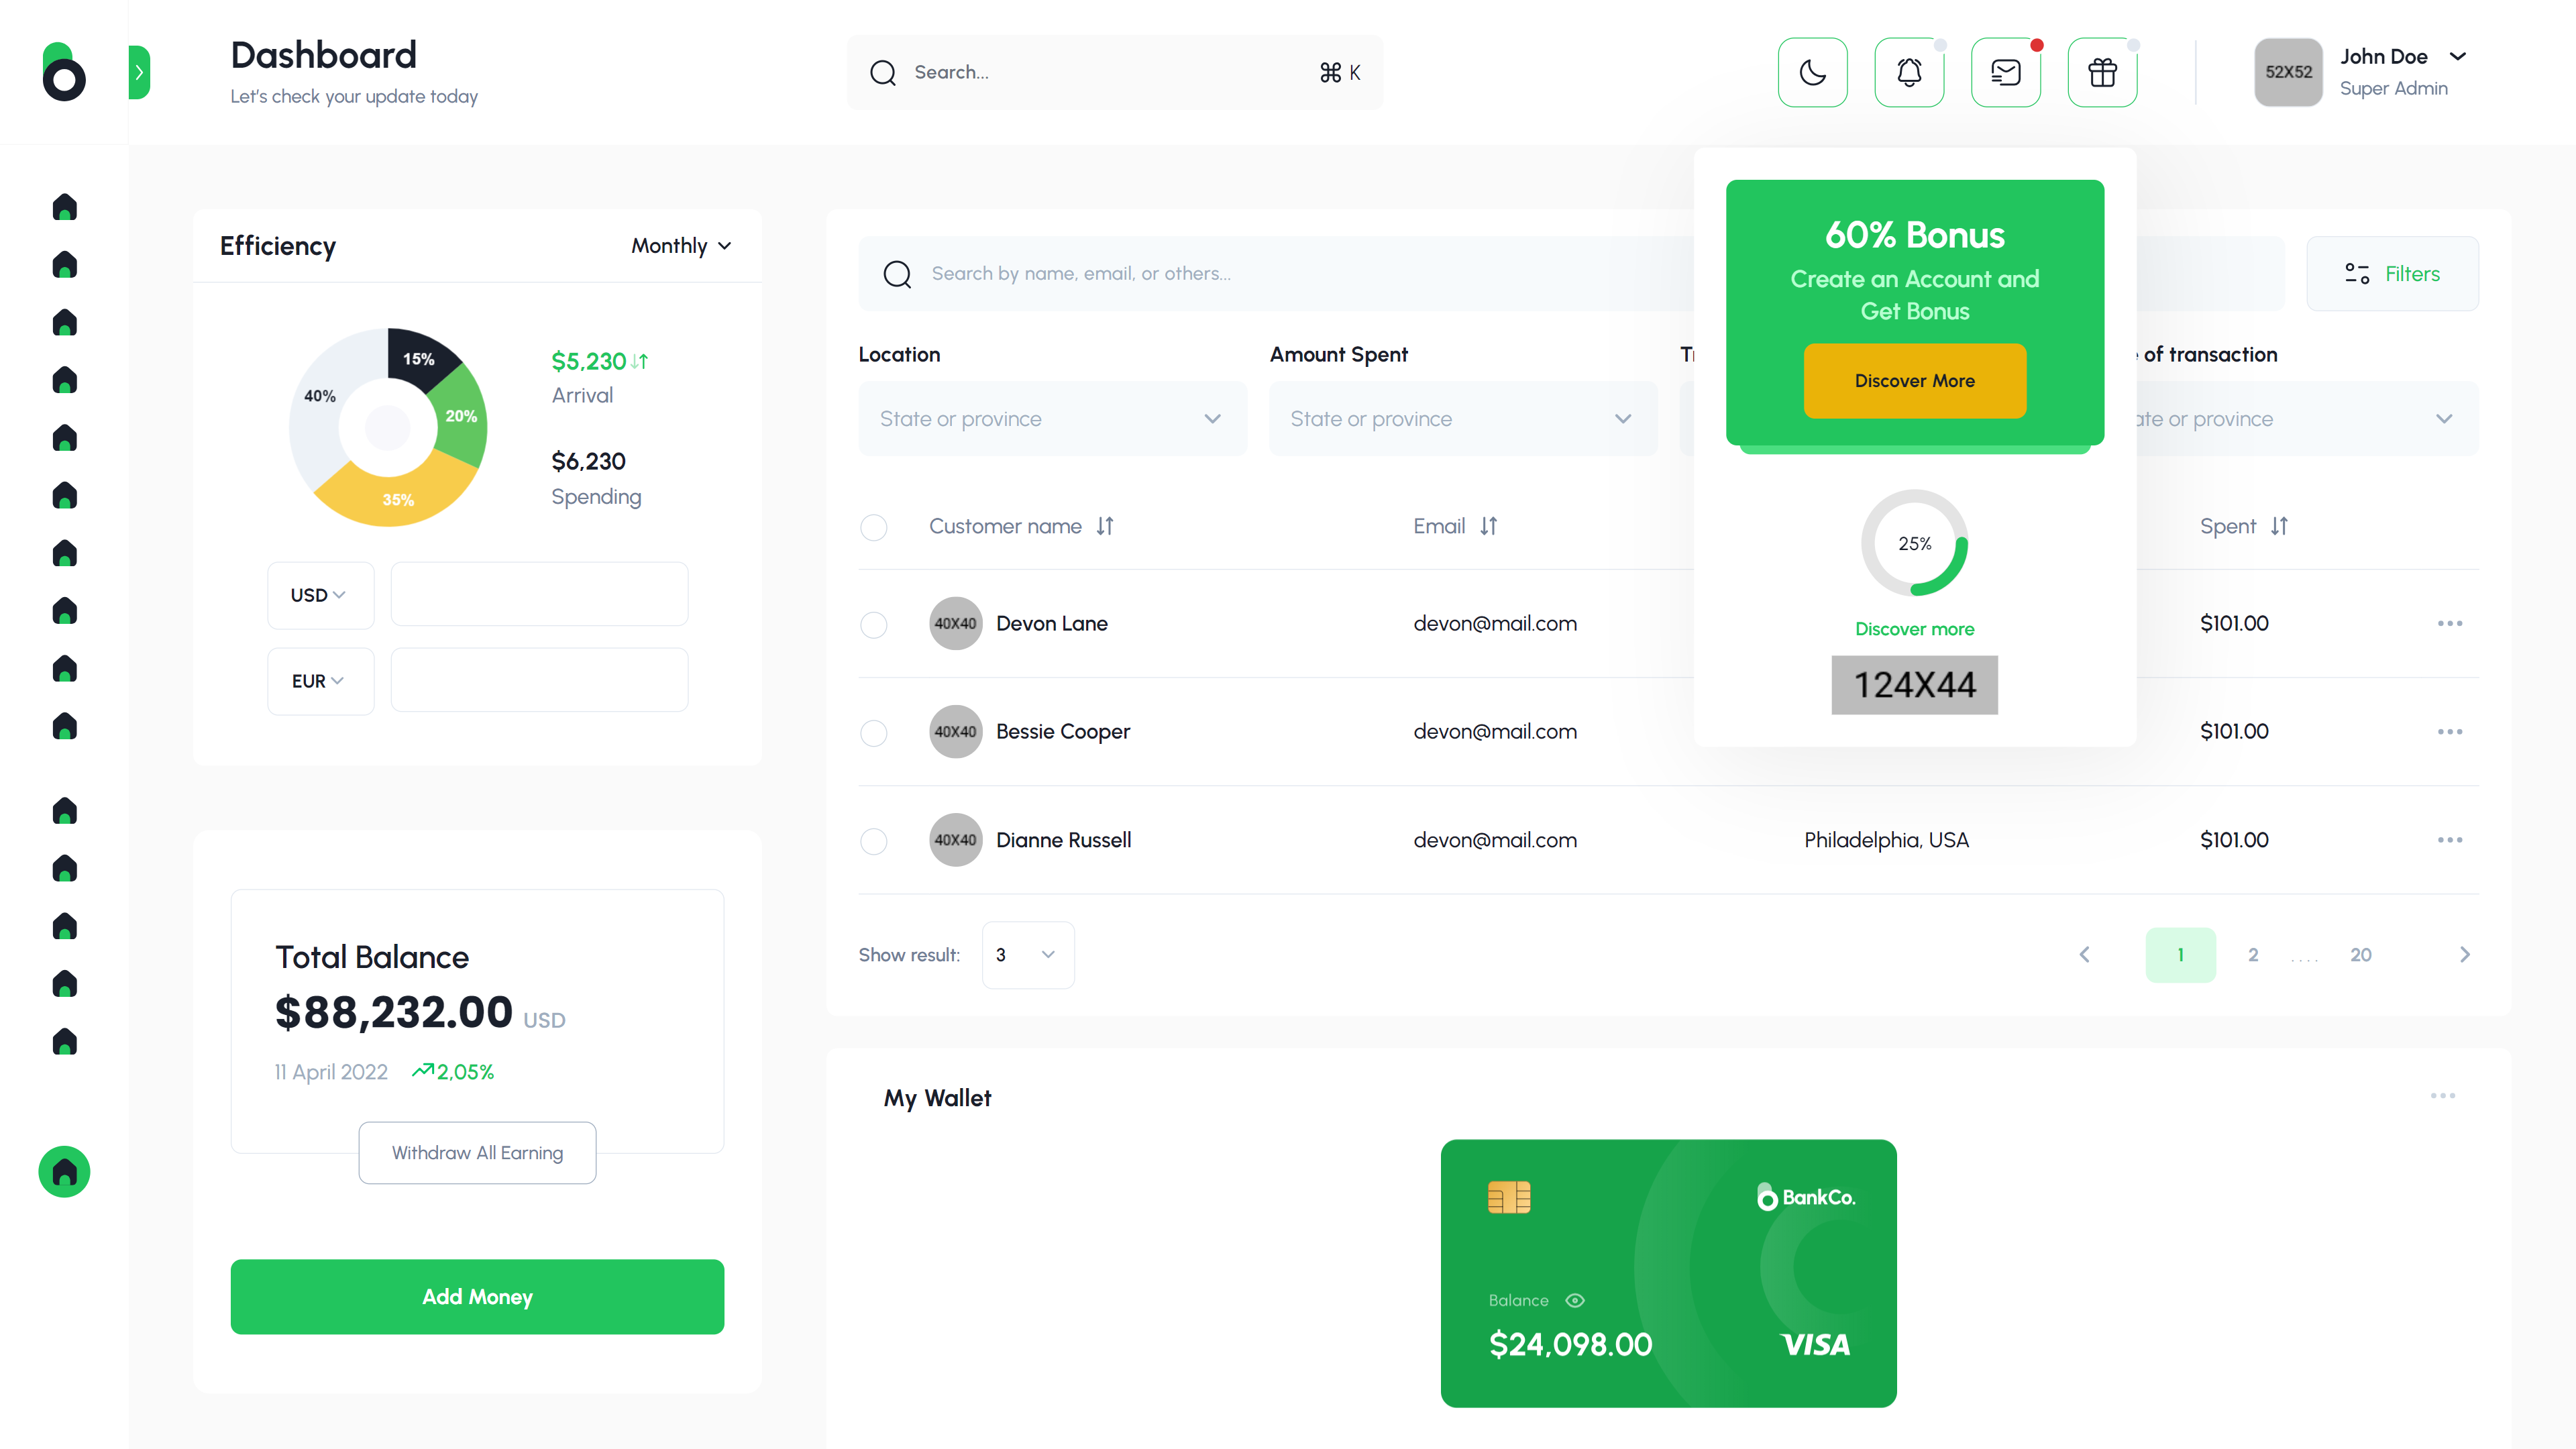 Dashboard
Let's check your update today
Search...
⌘ K
52X52
John Doe
Super Admin
Efficiency
Monthly
15%
20%
35%
40%
$5,230
Arrival
$6,230
Spending
USD
EUR
Total Balance
$88,232.00 USD
11 April 2022 2,05%
Withdraw All Earning
Add Money
Search by name, email, or others...
Filters
Location
Amount Spent
of transaction
State or province
State or province
or province
Customer name
Email
Spent
40X40 Devon Lane devon@mail.com $101.00
40X40 Bessie Cooper devon@mail.com $101.00
40X40 Dianne Russell devon@mail.com Philadelphia, USA $101.00
Show result: 3
1 2 .... 20
60% Bonus
Create an Account and
Get Bonus
Discover More
25%
Discover more
124X44
My Wallet
BankCo.
Balance
$24,098.00
VISA